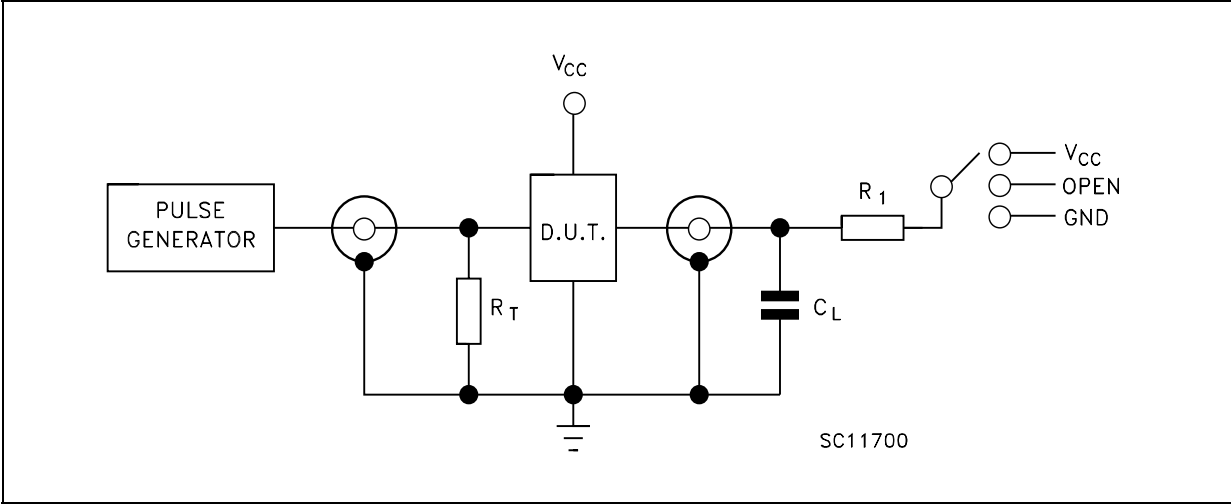 VCC
PULSE
GENERATOR
D.U.T.
RT
CL
R1
VCC
OPEN
GND
SC11700